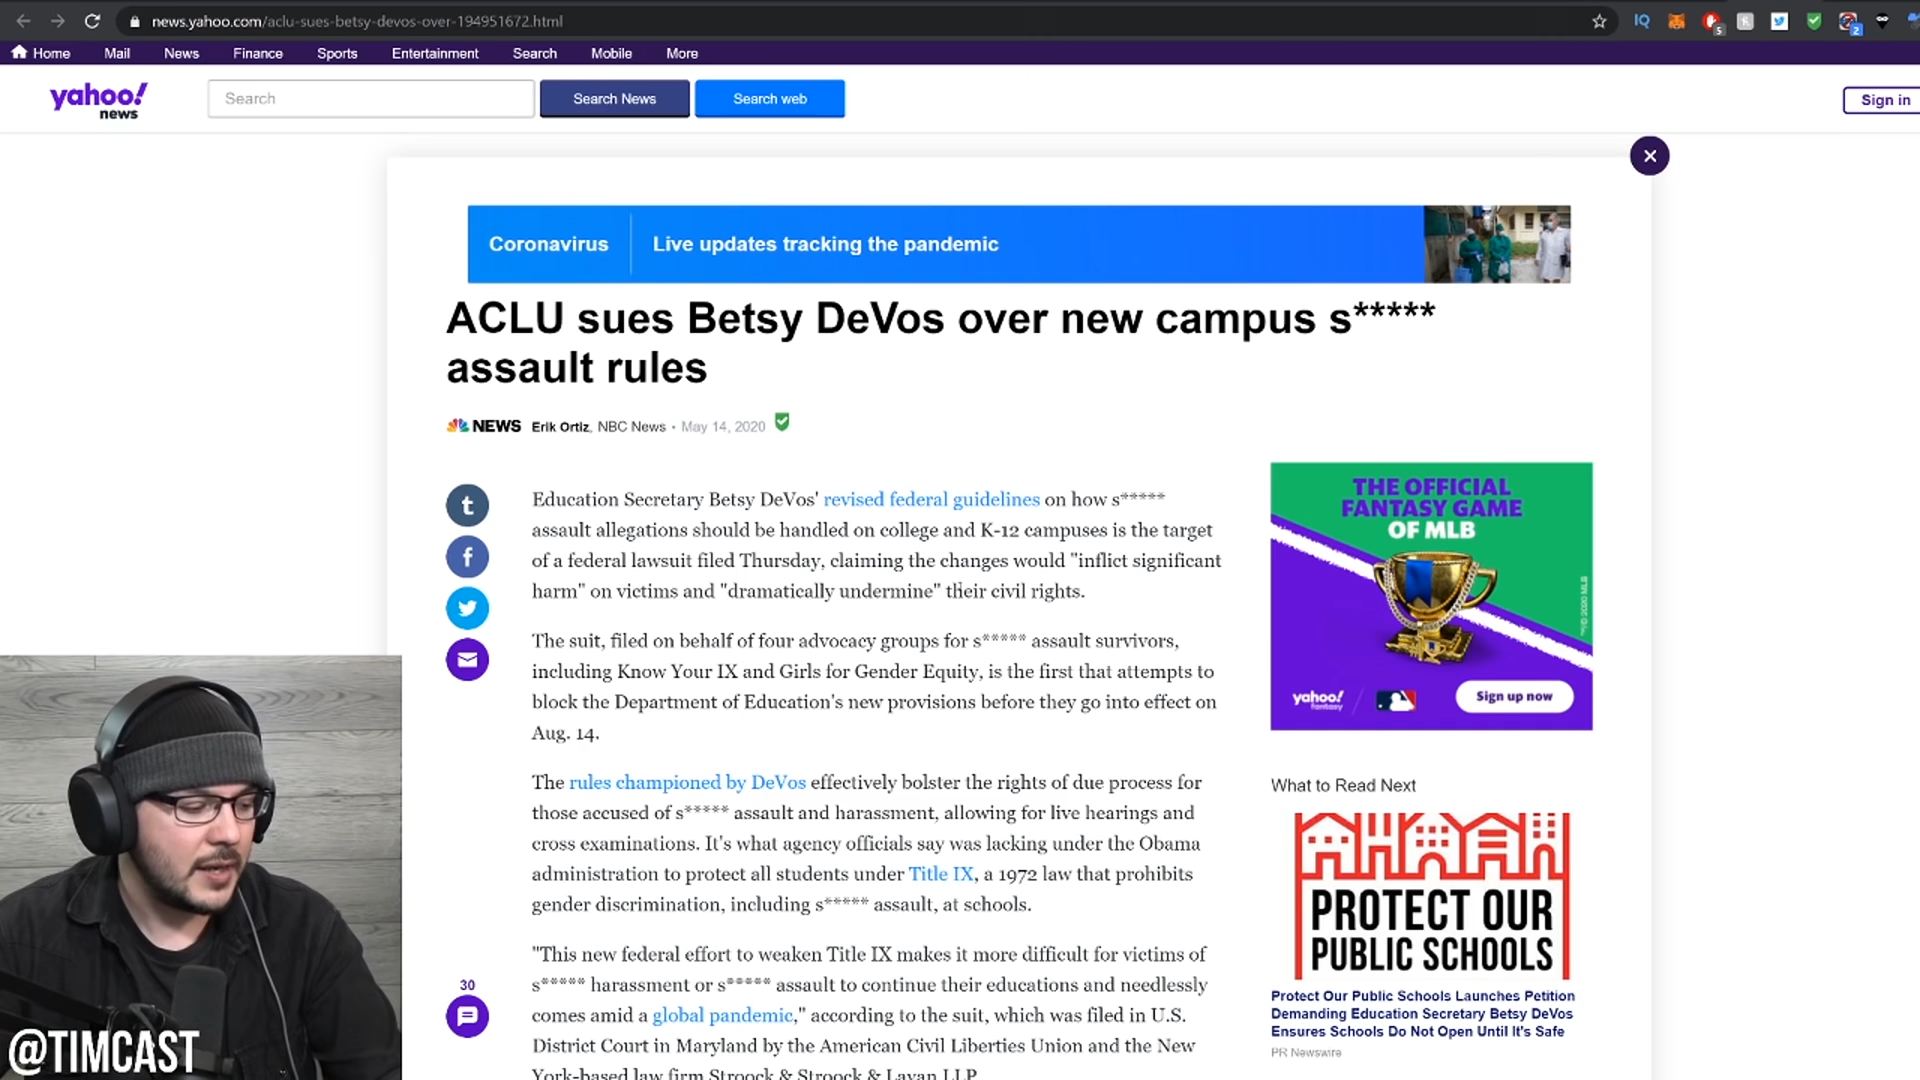 news.yahoo.com/aclu-sues-betsy-devos-over-194951672.html
IQ
5
2
Home Mail News Finance Sports Entertainment Search Mobile More
yahoo!
news
Search
Search News
Search web
Sign in
Coronavirus
Live updates tracking the pandemic
ACLU sues Betsy DeVos over new campus s*****
assault rules
NEWS Erik Ortiz, NBC News • May 14, 2020
Education Secretary Betsy DeVos' revised federal guidelines on how s*****
assault allegations should be handled on college and K-12 campuses is the target
of a federal lawsuit filed Thursday, claiming the changes would "inflict significant
harm" on victims and "dramatically undermine" their civil rights.
The suit, filed on behalf of four advocacy groups for s***** assault survivors,
including Know Your IX and Girls for Gender Equity, is the first that attempts to
block the Department of Education's new provisions before they go into effect on
Aug. 14.
The rules championed by DeVos effectively bolster the rights of due process for
those accused of s***** assault and harassment, allowing for live hearings and
cross examinations. It's what agency officials say was lacking under the Obama
administration to protect all students under Title IX, a 1972 law that prohibits
gender discrimination, including s***** assault, at schools.
"This new federal effort to weaken Title IX makes it more difficult for victims of
s***** harassment or s***** assault to continue their educations and needlessly
comes amid a global pandemic," according to the suit, which was filed in U.S.
District Court in Maryland by the American Civil Liberties Union and the New
York-based law firm Stroock & Stroock & Lavan LLP.
30
THE OFFICIAL
FANTASY GAME
OF MLB
© 2020 MLB
yahoo!
fantasy
Sign up now
What to Read Next
PROTECT OUR
PUBLIC SCHOOLS
Protect Our Public Schools Launches Petition
Demanding Education Secretary Betsy DeVos
Ensures Schools Do Not Open Until It's Safe
PR Newswire
@TIMCAST